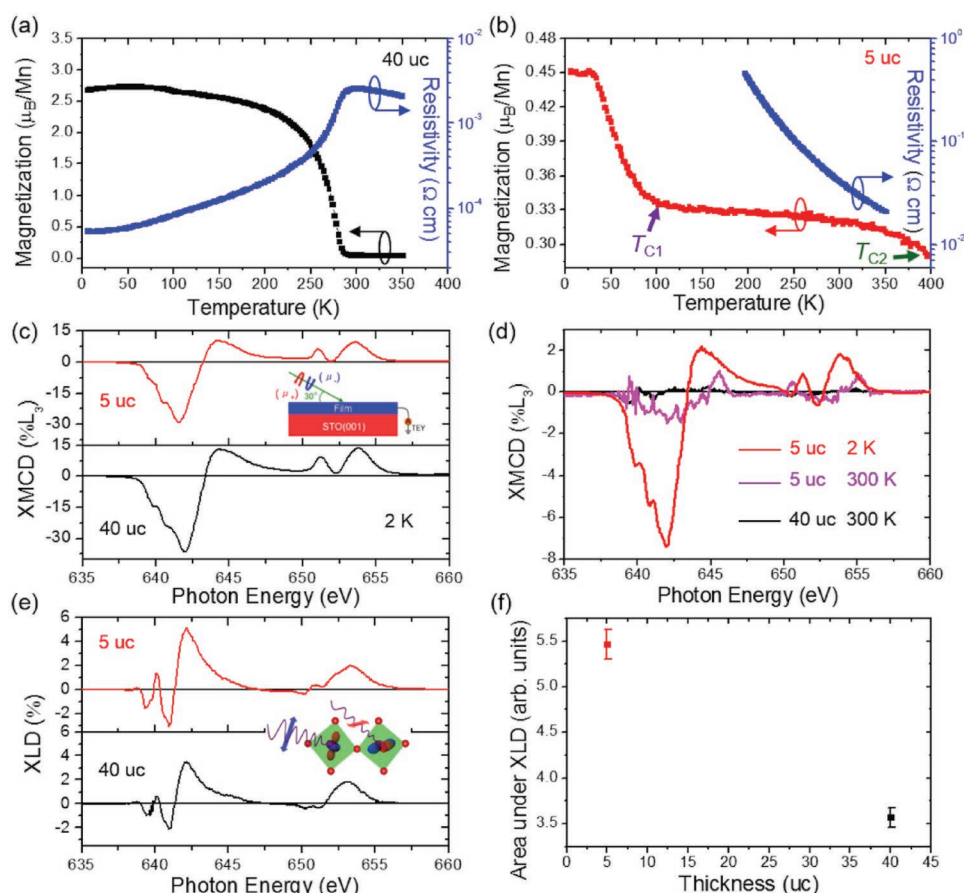 (a)
40 uc
Magnetization (μB/Mn)
3.5
3.0
2.5
2.0
1.5
1.0
0.5
0.0
0 50 100 150 200 250 300 350 400
Temperature (K)
10⁻²
10⁻³
10⁻⁴
Resistivity (Ω cm)
(b)
5 uc
Magnetization (μB/Mn)
0.48
0.45
0.42
0.39
0.36
0.33
0.30
TC1
TC2
0 50 100 150 200 250 300 350 400
Temperature (K)
10⁰
10⁻¹
10⁻²
Resistivity (Ω cm)
(c)
XMCD (%L₃)
15
0
-15
-30
5 uc
(μ₊)
(μ₋)
30°
Film
STO(001)
TEY
15
0
-15
-30
40 uc
2 K
635 640 645 650 655 660
Photon Energy (eV)
(d)
XMCD (%L₃)
2
0
-2
-4
-6
-8
5 uc 2 K
5 uc 300 K
40 uc 300 K
635 640 645 650 655 660
Photon Energy (eV)
(e)
XLD (%)
6
4
2
0
-2
5 uc
6
4
2
0
-2
40 uc
635 640 645 650 655 660
Photon Energy (eV)
(f)
Area under XLD (arb. units)
5.5
5.0
4.5
4.0
3.5
0 5 10 15 20 25 30 35 40 45
Thickness (uc)